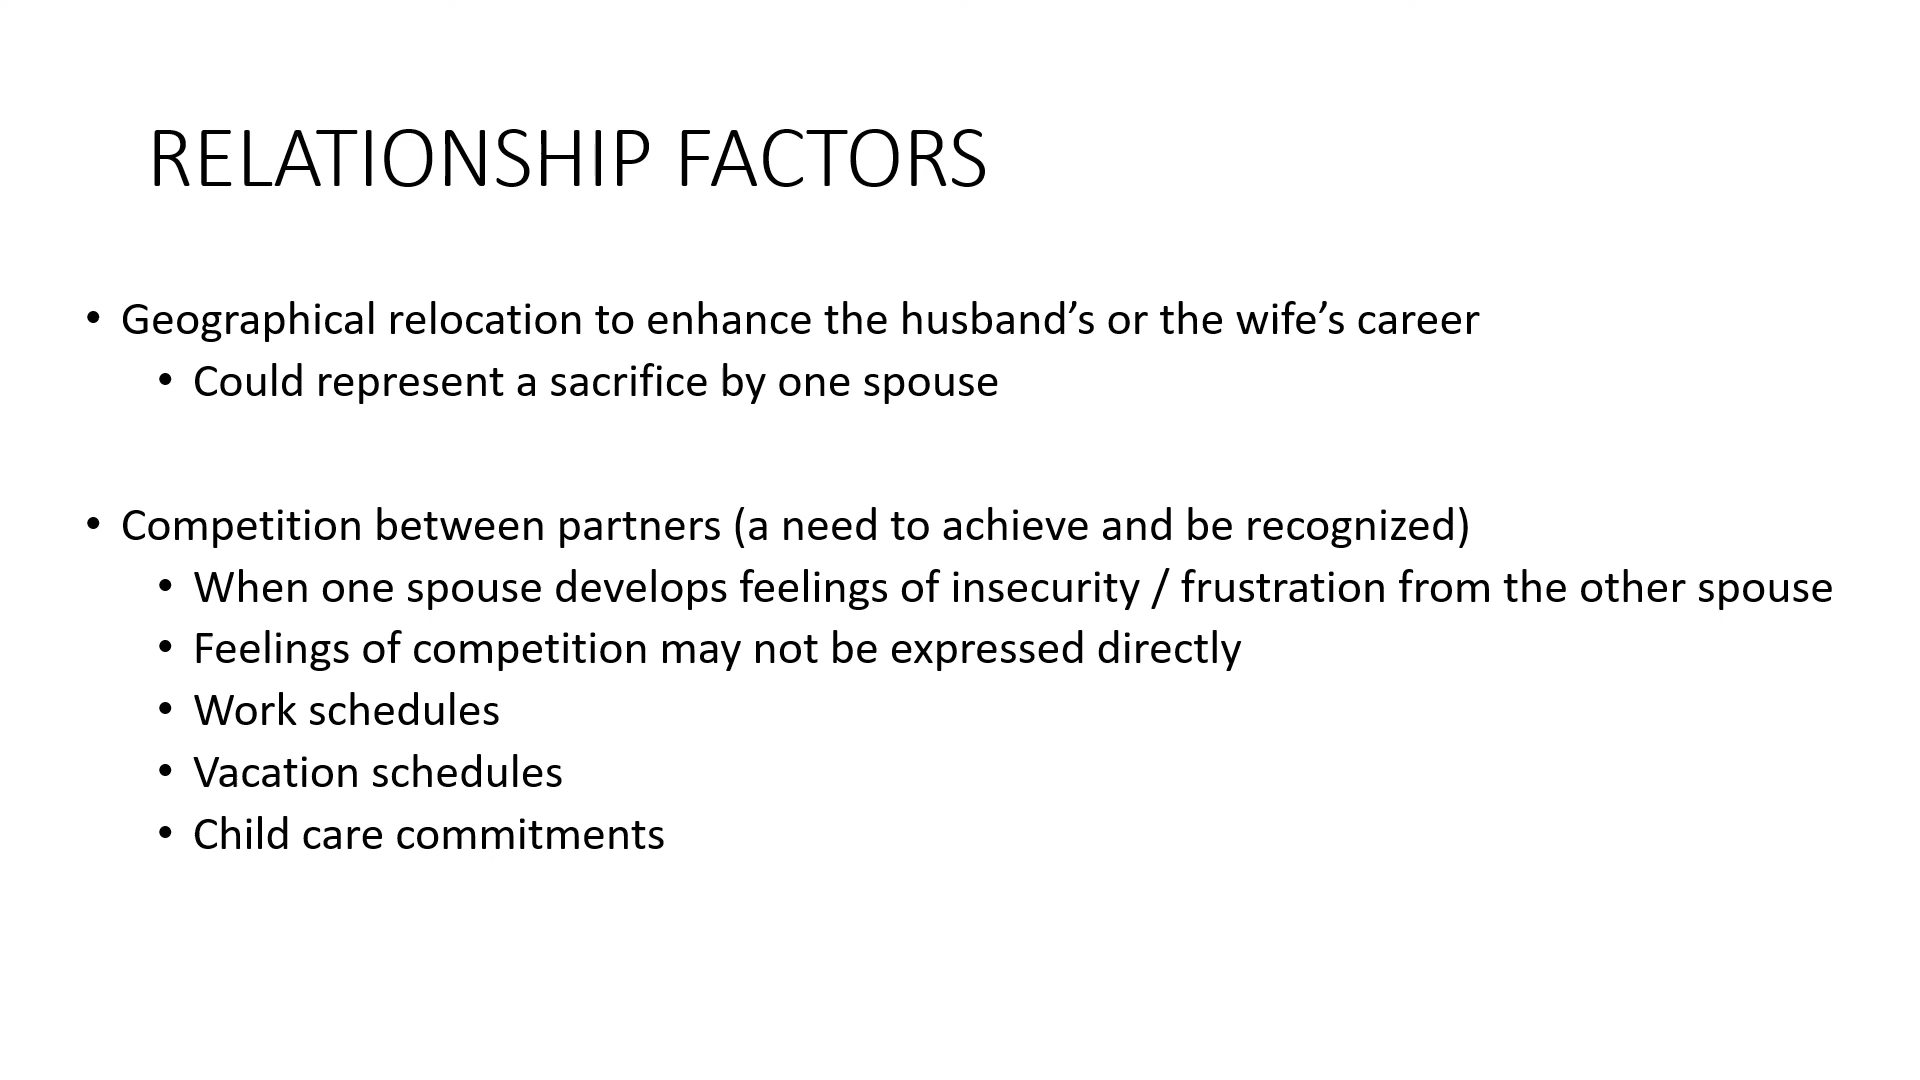 RELATIONSHIP FACTORS
• Geographical relocation to enhance the husband’s or the wife’s career
• Could represent a sacrifice by one spouse
• Competition between partners (a need to achieve and be recognized)
• When one spouse develops feelings of insecurity / frustration from the other spouse
• Feelings of competition may not be expressed directly
• Work schedules
• Vacation schedules
• Child care commitments